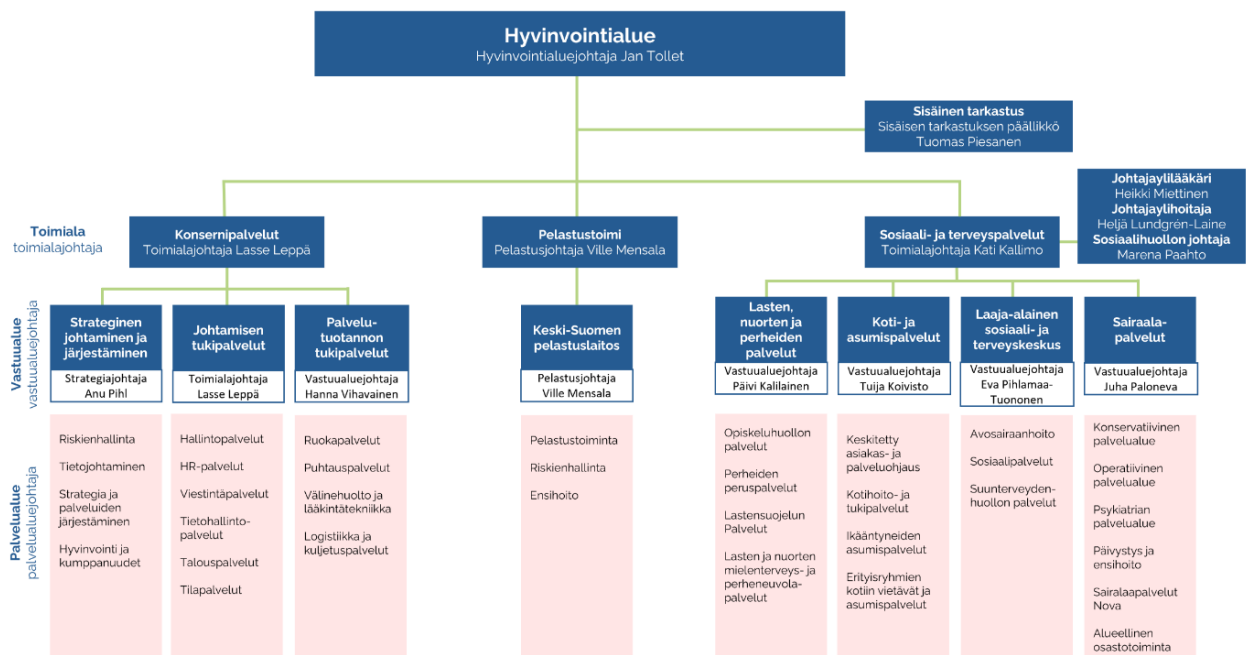 Hyvinvointialue
Hyvinvointialuejohtaja Jan Tollet
Sisäinen tarkastus
Sisäisen tarkastuksen päällikkö
Tuomas Piesanen
Johtajaylilääkäri
Heikki Miettinen
Johtajaylihoitaja
Heljä Lundgrén-Laine
Sosiaalihuollon johtaja
Marena Paahto
Toimiala
toimialajohtaja
Konsernipalvelut
Toimialajohtaja Lasse Leppä
Pelastustoimi
Pelastusjohtaja Ville Mensala
Sosiaali- ja terveyspalvelut
Toimialajohtaja Kati Kallimo
Vastuualue
vastuualuejohtaja
Strateginen
johtaminen ja
järjestäminen
Strategiajohtaja
Anu Pihl
Johtamisen
tukipalvelut
Toimialajohtaja
Lasse Leppä
Palvelu-
tuotannon
tukipalvelut
Vastuualuejohtaja
Hanna Vihavainen
Keski-Suomen
pelastuslaitos
Pelastusjohtaja
Ville Mensala
Lasten,
nuorten ja
perheiden
palvelut
Vastuualuejohtaja
Päivi Kalilainen
Koti- ja
asumispalvelut
Vastuualuejohtaja
Tuija Koivisto
Laaja-alainen
sosiaali- ja
terveyskeskus
Vastuualuejohtaja
Eva Pihlamaa-
Tuononen
Sairaala-
palvelut
Vastuualuejohtaja
Juha Paloneva
Palvelualue
palvelualuejohtaja
Riskienhallinta
Tietojohtaminen
Strategia ja
palveluiden
järjestäminen
Hyvinvointi ja
kumppanuudet
Hallintopalvelut
HR-palvelut
Viestintäpalvelut
Tietohallinto-
palvelut
Talouspalvelut
Tilapalvelut
Ruokapalvelut
Puhtauspalvelut
Välinehuolto ja
lääkintätekniikka
Logistiikka ja
kuljetuspalvelut
Pelastustoiminta
Riskienhallinta
Ensihoito
Opiskeluhuollon
palvelut
Perheiden
peruspalvelut
Lastensuojelun
Palvelut
Lasten ja nuorten
mielenterveys- ja
perheneuvola-
palvelut
Keskitetty
asiakas- ja
palveluohjaus
Kotihoito- ja
tukipalvelut
Ikääntyneiden
asumispalvelut
Erityisryhmien
kotiin vietävät ja
asumispalvelut
Avosairaanhoito
Sosiaalipalvelut
Suunterveyden-
huollon palvelut
Konservatiivinen
palvelualue
Operatiivinen
palvelualue
Psykiatrian
palvelualue
Päivystys ja
ensihoito
Sairalaapalvelut
Nova
Alueellinen
osastotoiminta